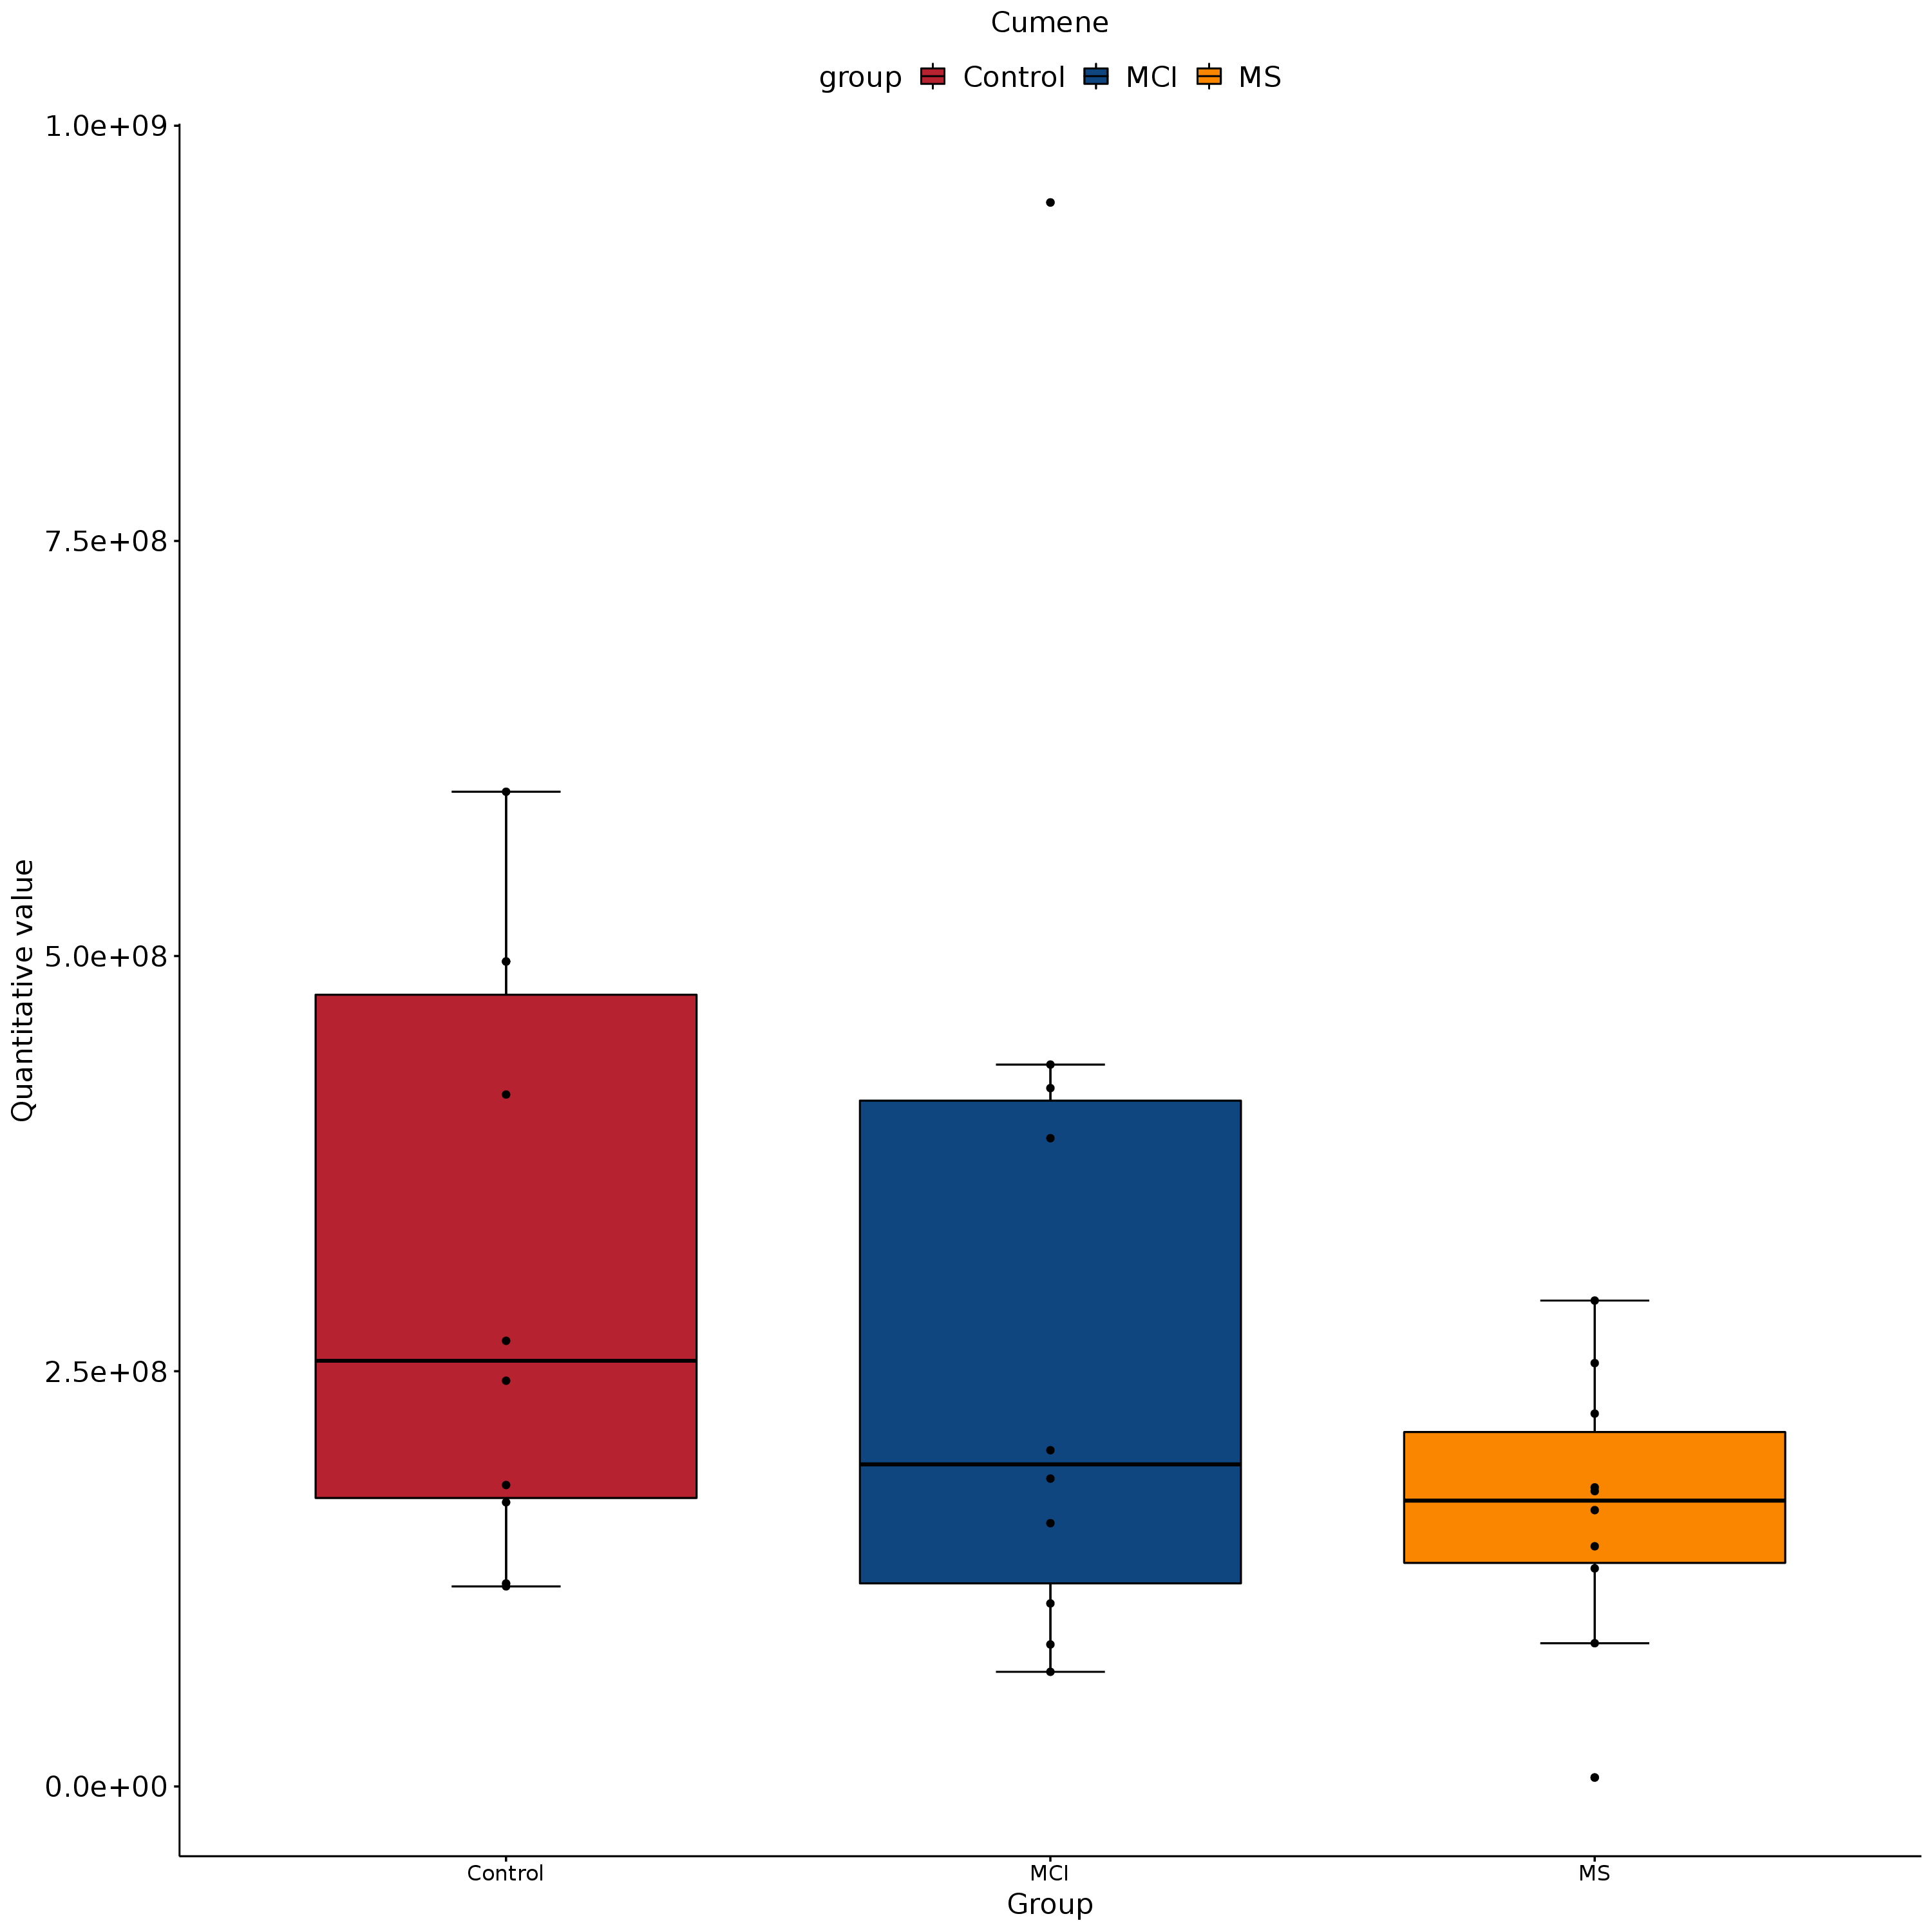 Cumene
group Control MCI MS
1.0e+09
7.5e+08
5.0e+08
2.5e+08
0.0e+00
Quantitative value
Control MCI MS
Group